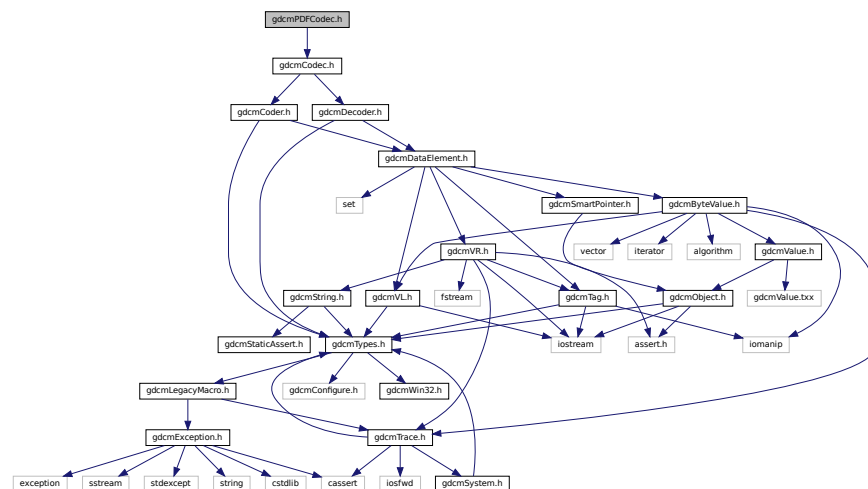 gdcmPDFCodec.h
gdcmCodec.h
gdcmCoder.h
gdcmDecoder.h
gdcmDataElement.h
set
gdcmSmartPointer.h
gdcmByteValue.h
gdcmVR.h
vector
iterator
algorithm
gdcmValue.h
gdcmString.h
gdcmVL.h
fstream
gdcmTag.h
gdcmObject.h
gdcmValue.txx
gdcmStaticAssert.h
gdcmTypes.h
iostream
assert.h
iomanip
gdcmLegacyMacro.h
gdcmConfigure.h
gdcmWin32.h
gdcmException.h
gdcmTrace.h
exception
sstream
stdexcept
string
cstdlib
cassert
iosfwd
gdcmSystem.h